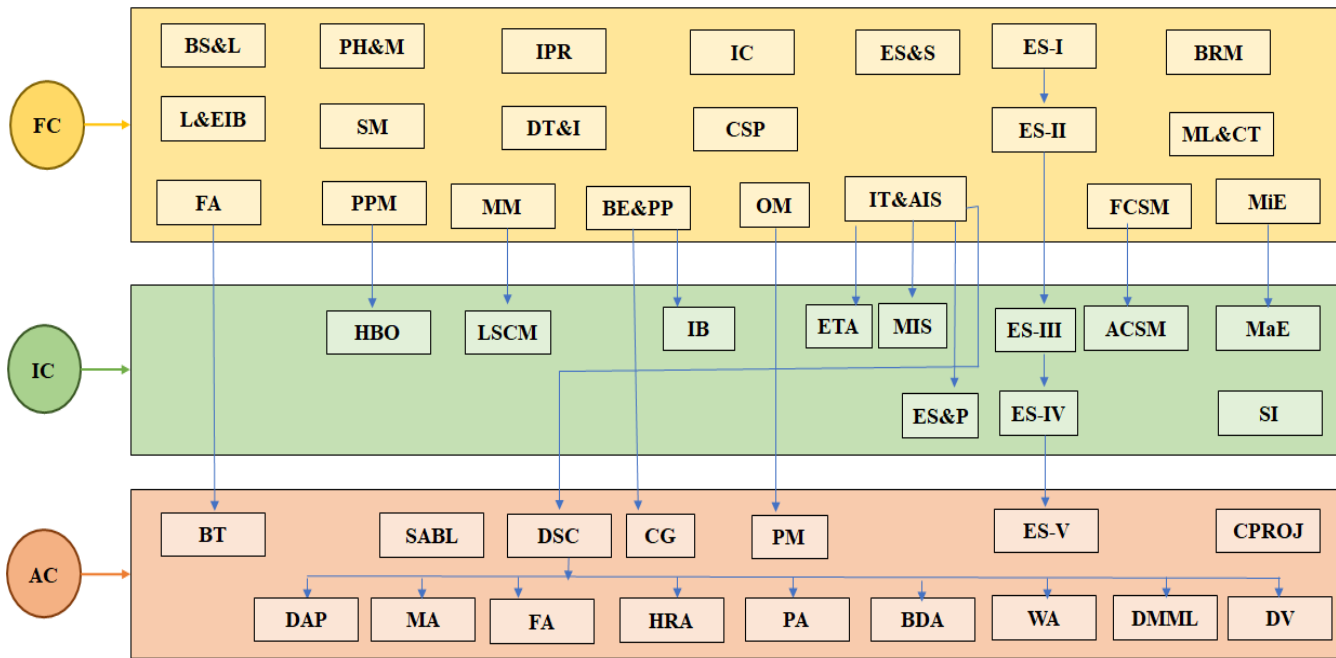 BS&L
PH&M
IPR
IC
ES&S
ES-I
BRM
FC
L&EIB
SM
DT&I
CSP
ES-II
ML&CT
FA
PPM
MM
BE&PP
OM
IT&AIS
FCSM
MiE
IC
HBO
LSCM
IB
ETA
MIS
ES-III
ACSM
MaE
ES&P
ES-IV
SI
AC
BT
SABL
DSC
CG
PM
ES-V
CPROJ
DAP
MA
FA
HRA
PA
BDA
WA
DMML
DV